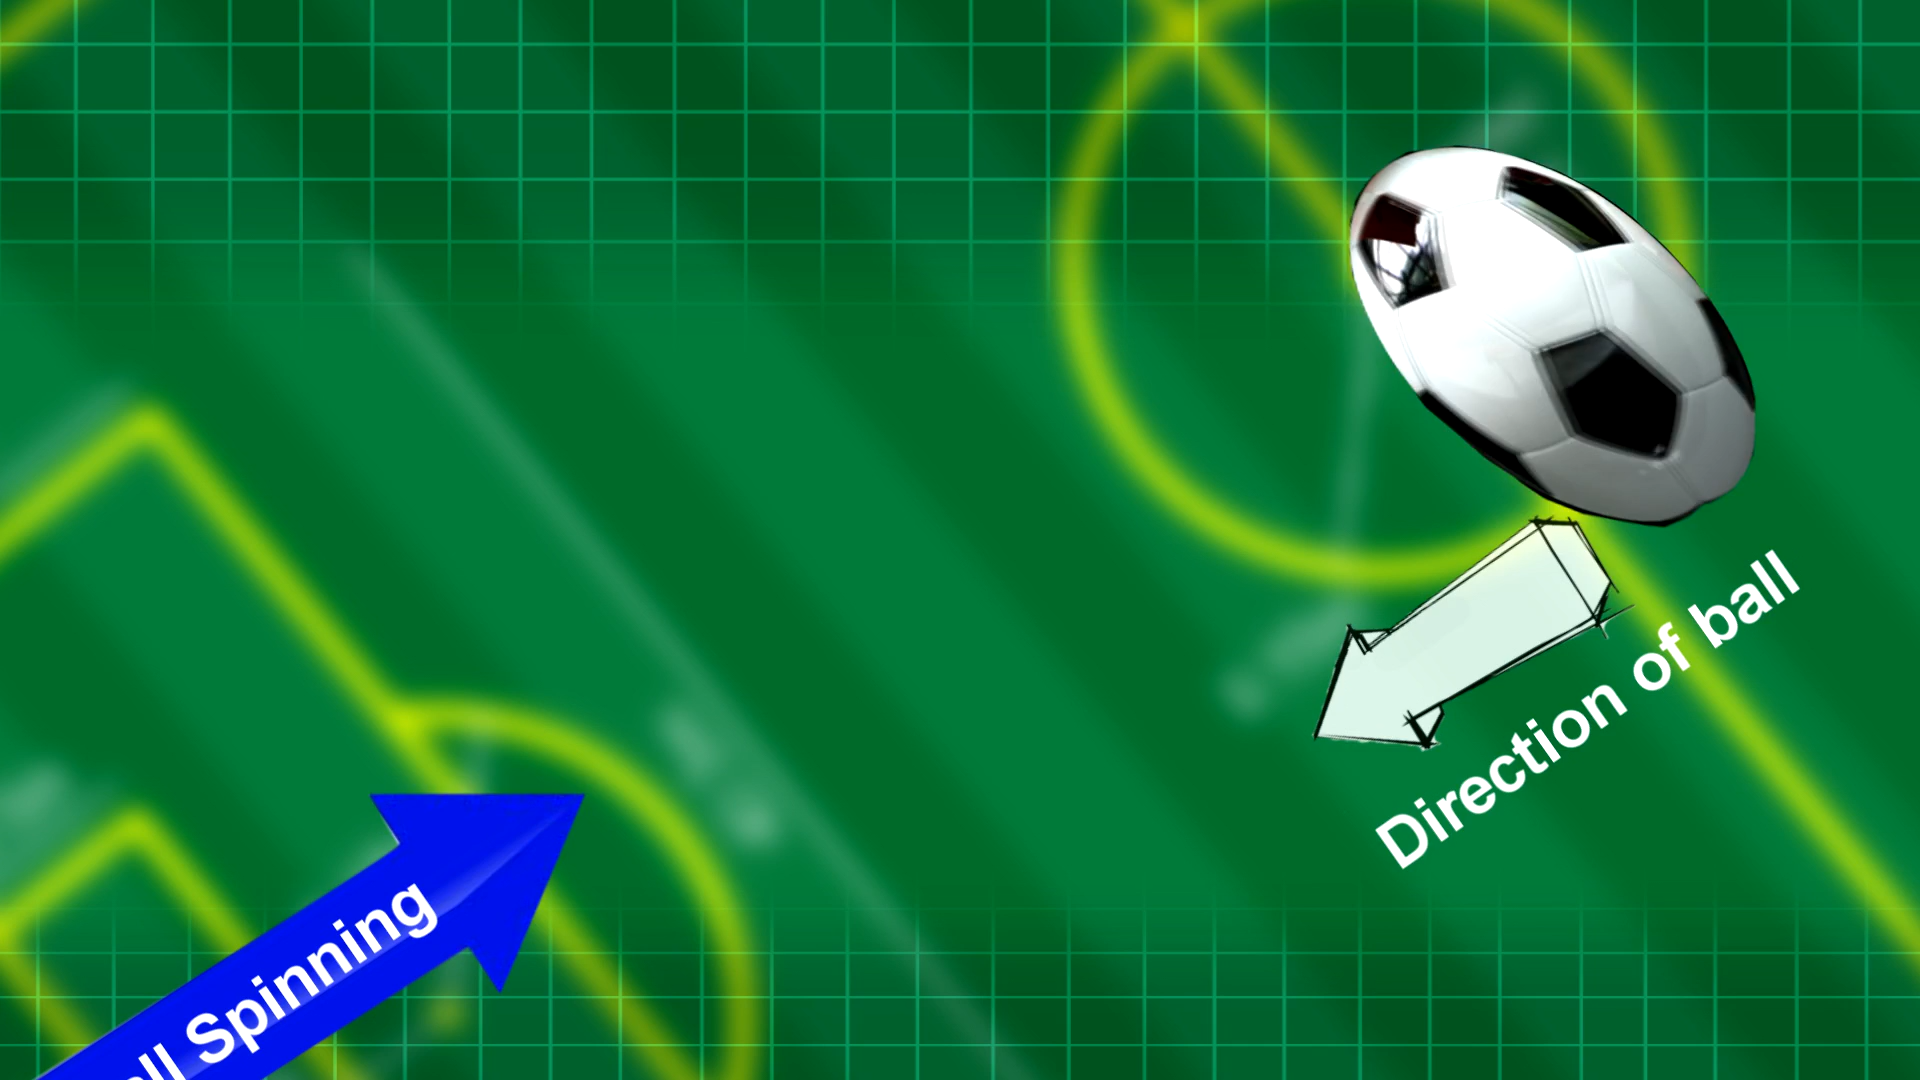 Direction of ball
Spinning